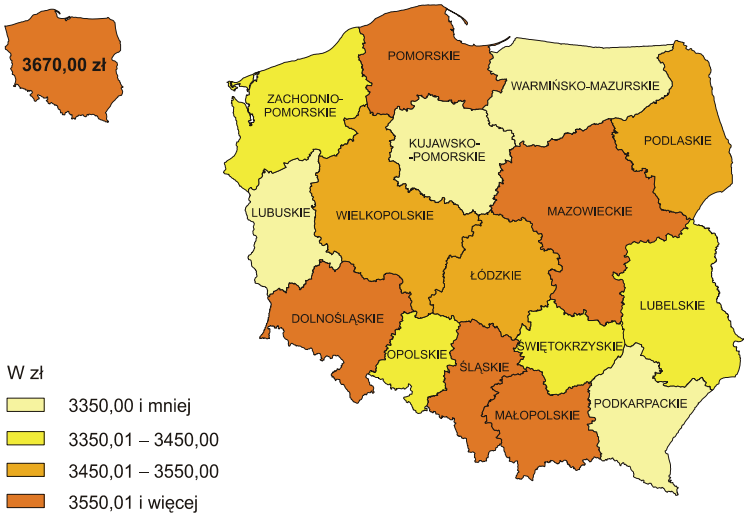 3670,00 zł
POMORSKIE
WARMIŃSKO-MAZURSKIE
ZACHODNIO-
POMORSKIE
KUJAWSKO-
-POMORSKIE
PODLASKIE
LUBUSKIE
WIELKOPOLSKIE
MAZOWIECKIE
ŁÓDZKIE
LUBELSKIE
DOLNOŚLĄSKIE
OPOLSKIE
ŚLĄSKIE
ŚWIĘTOKRZYSKIE
MAŁOPOLSKIE
PODKARPACKIE
W zł
3350,00 i mniej
3350,01 – 3450,00
3450,01 – 3550,00
3550,01 i więcej